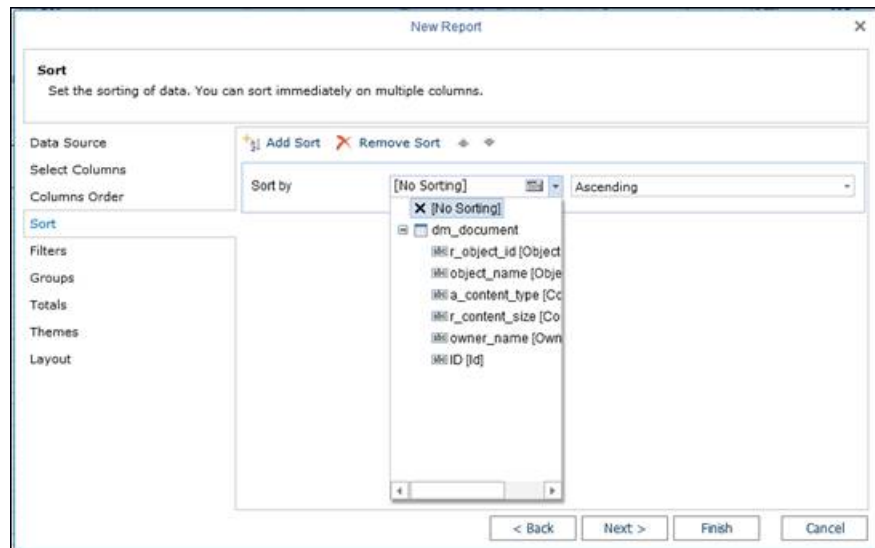 New Report
Sort
Set the sorting of data. You can sort immediately on multiple columns.
Data Source
Select Columns
Columns Order
Sort
Filters
Groups
Totals
Themes
Layout
Add Sort Remove Sort
Sort by [No Sorting] Ascending
[No Sorting]
dm_document
r_object_id [Object
object_name [Obje
a_content_type [Co
r_content_size [Co
owner_name [Own
ID [Id]
< Back Next > Finish Cancel